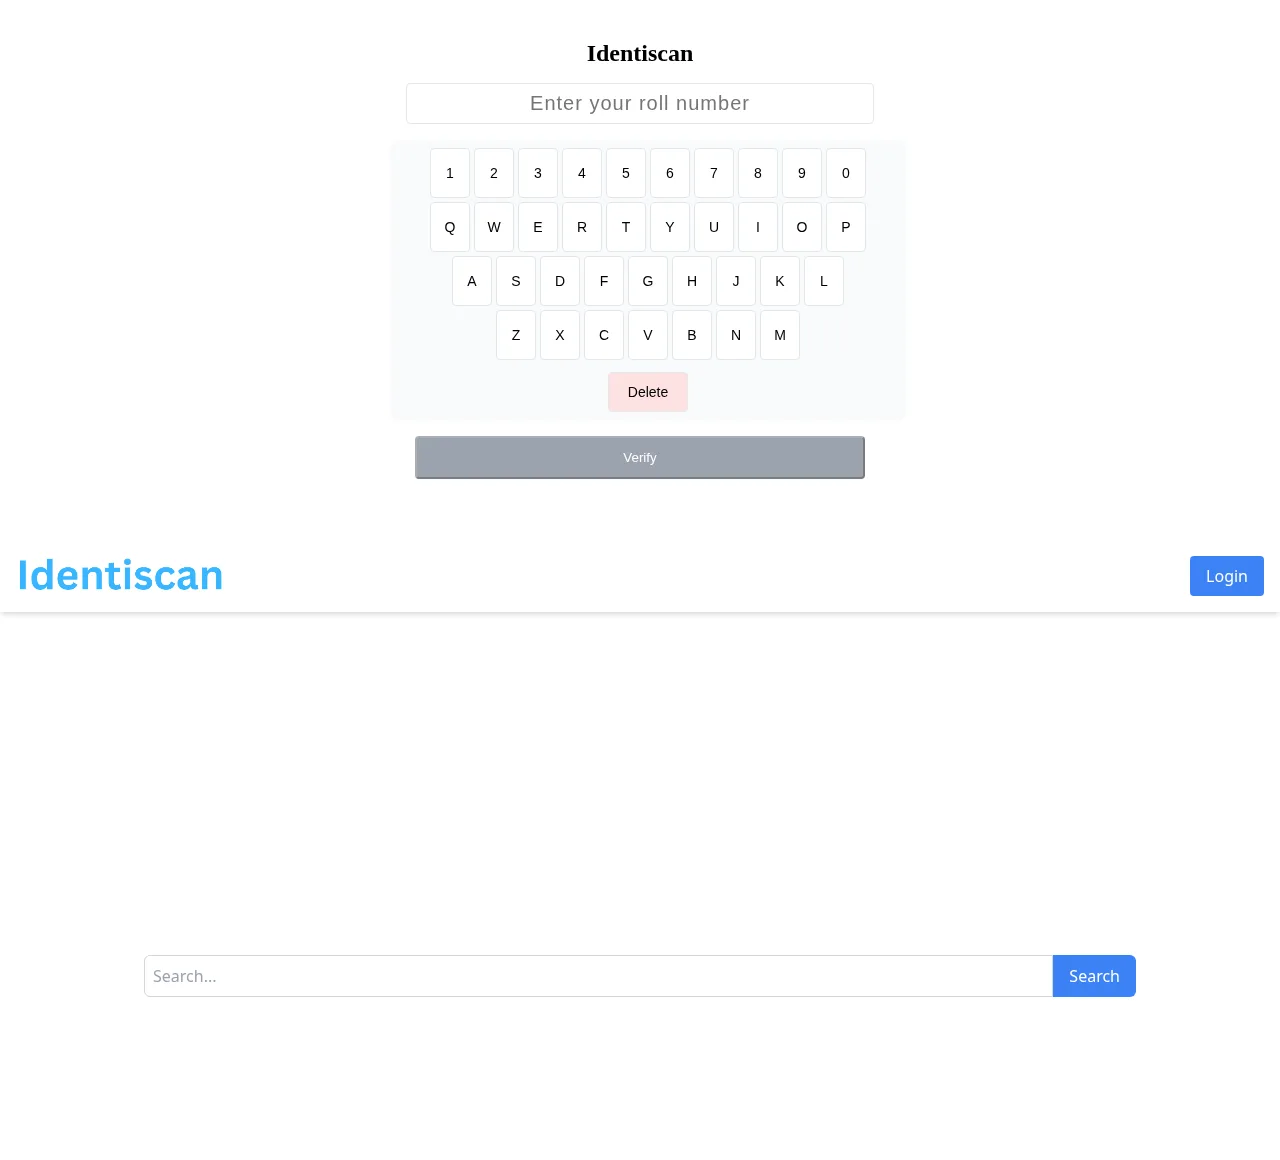 Identiscan
Enter your roll number
1 2 3 4 5 6 7 8 9 0
Q W E R T Y U I O P
A S D F G H J K L
Z X C V B N M
Delete
Verify
Identiscan
Login
Search...
Search